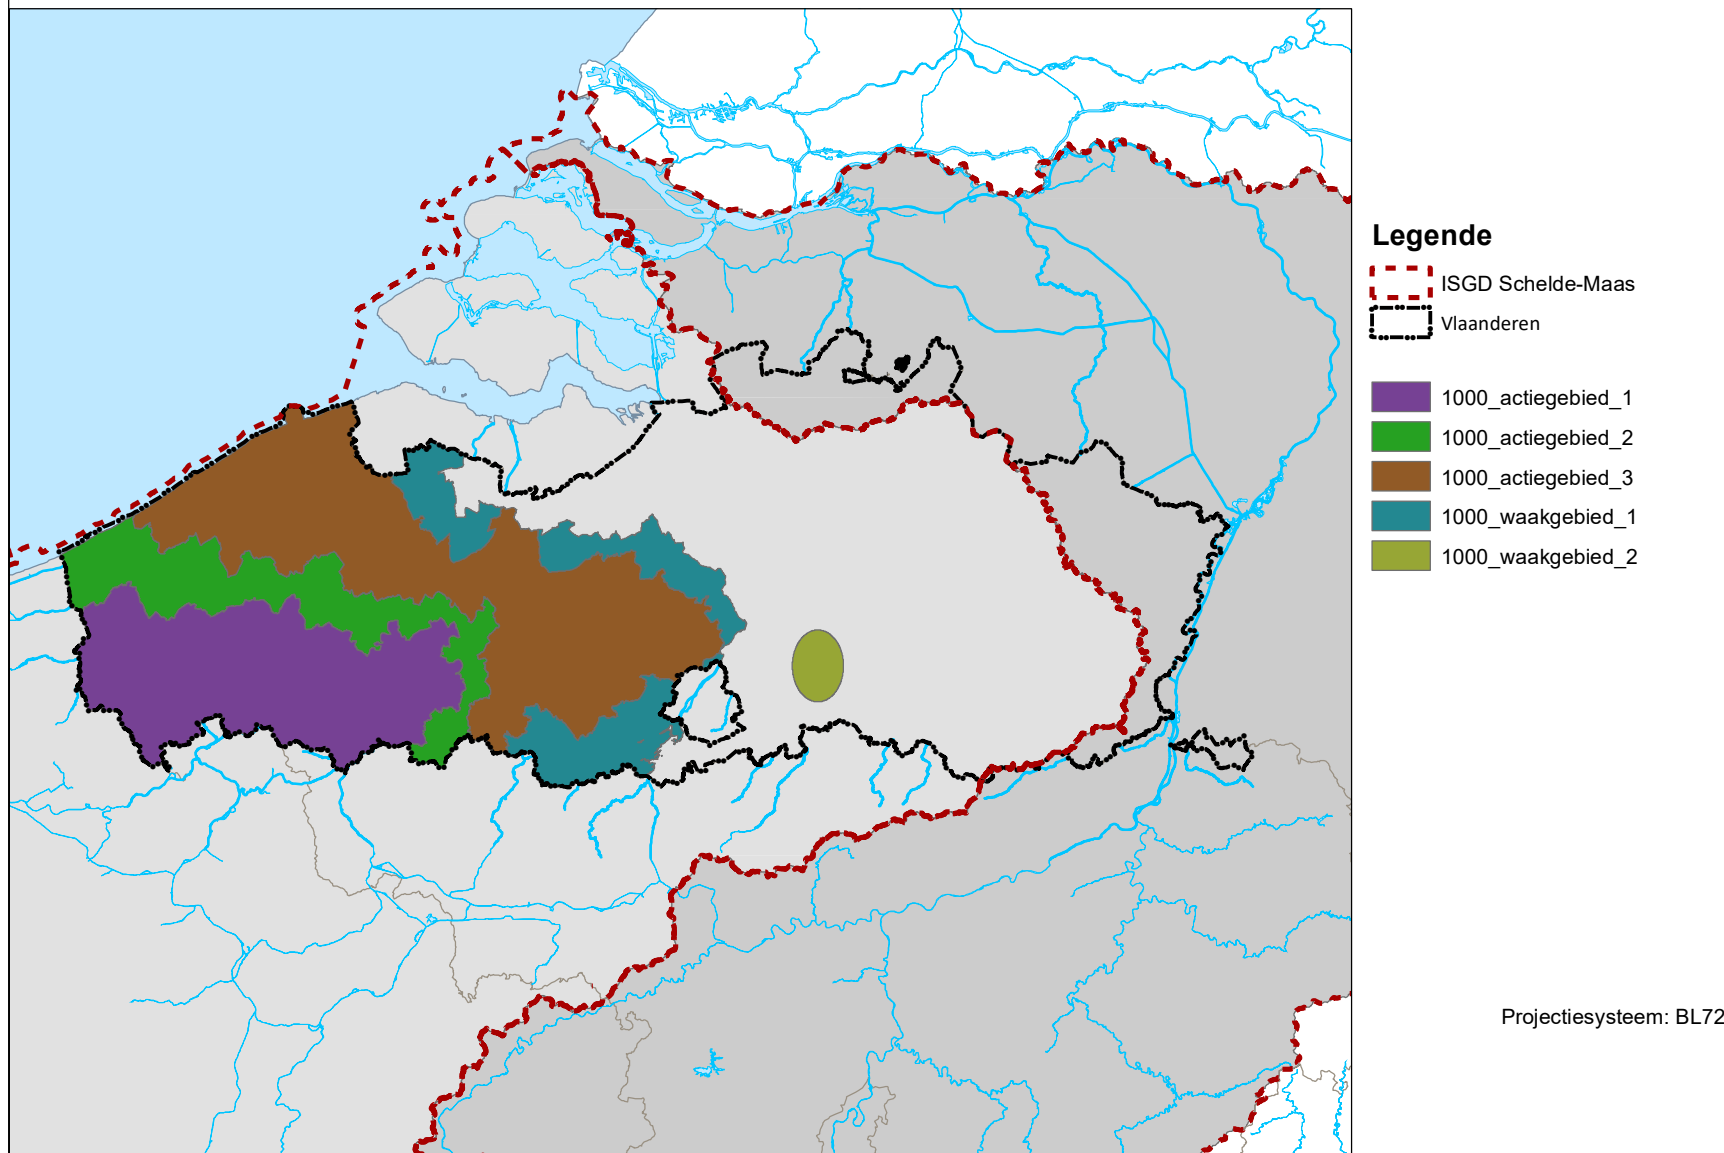 Legende
ISGD Schelde-Maas
Vlaanderen
1000_actiegebied_1
1000_actiegebied_2
1000_actiegebied_3
1000_waakgebied_1
1000_waakgebied_2
Projectiesysteem: BL72